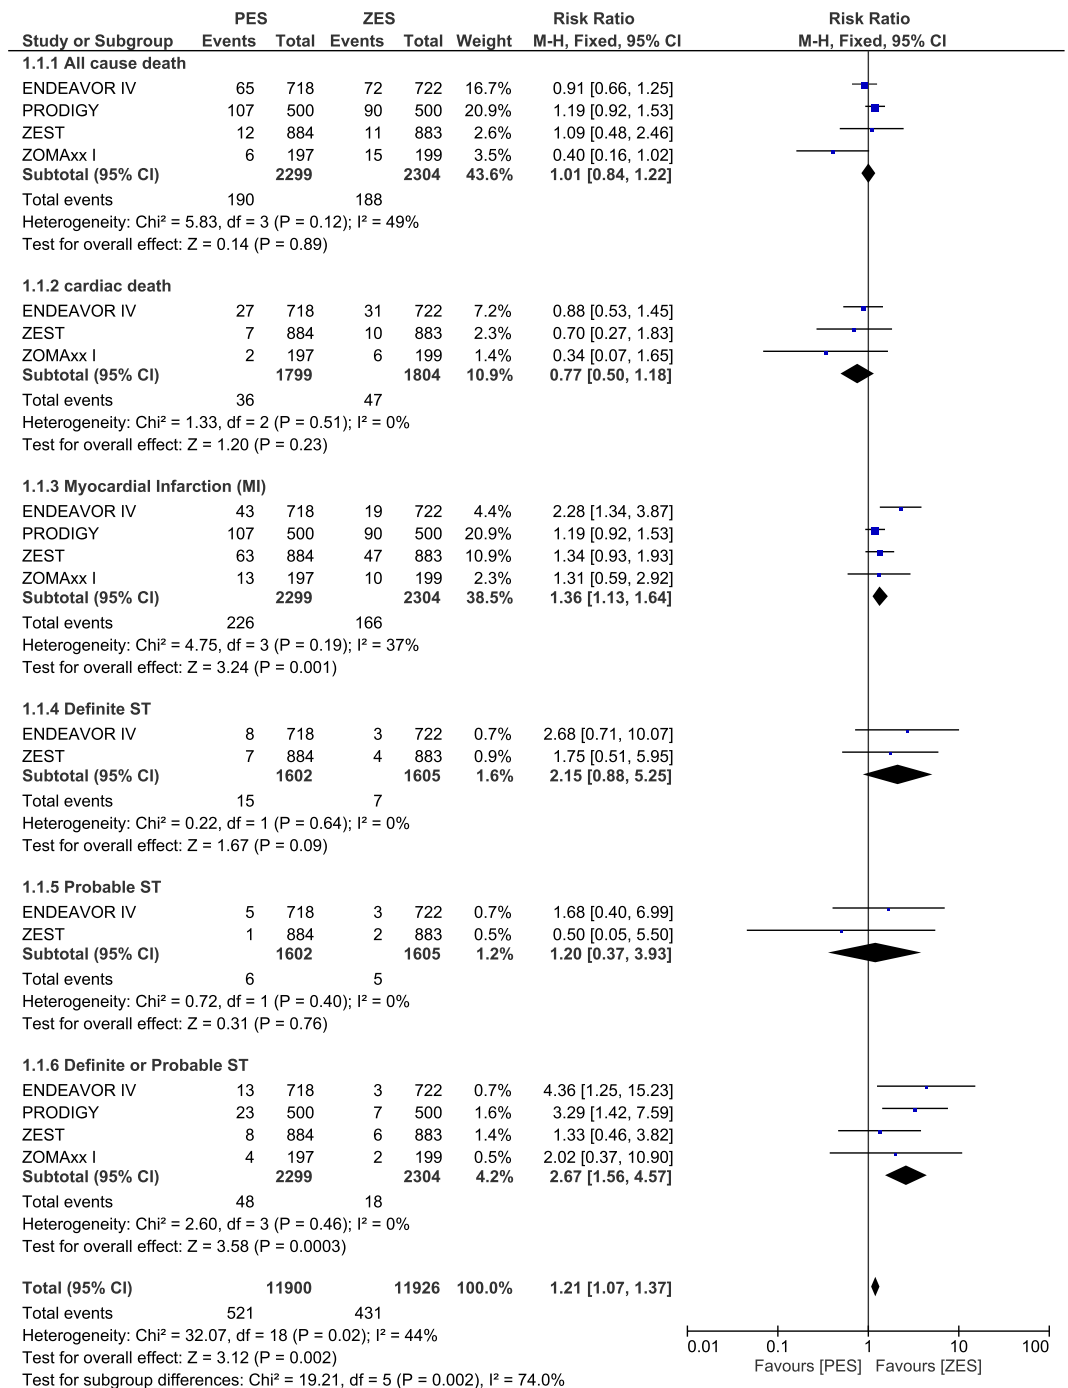 PES ZES Risk Ratio Risk Ratio
Study or Subgroup Events Total Events Total Weight M-H, Fixed, 95% CI M-H, Fixed, 95% CI
1.1.1 All cause death
ENDEAVOR IV 65 718 72 722 16.7% 0.91 [0.66, 1.25]
PRODIGY 107 500 90 500 20.9% 1.19 [0.92, 1.53]
ZEST 12 884 11 883 2.6% 1.09 [0.48, 2.46]
ZOMAxx I 6 197 15 199 3.5% 0.40 [0.16, 1.02]
Subtotal (95% CI) 2299 2304 43.6% 1.01 [0.84, 1.22]
Total events 190 188
Heterogeneity: Chi² = 5.83, df = 3 (P = 0.12); I² = 49%
Test for overall effect: Z = 0.14 (P = 0.89)
1.1.2 cardiac death
ENDEAVOR IV 27 718 31 722 7.2% 0.88 [0.53, 1.45]
ZEST 7 884 10 883 2.3% 0.70 [0.27, 1.83]
ZOMAxx I 2 197 6 199 1.4% 0.34 [0.07, 1.65]
Subtotal (95% CI) 1799 1804 10.9% 0.77 [0.50, 1.18]
Total events 36 47
Heterogeneity: Chi² = 1.33, df = 2 (P = 0.51); I² = 0%
Test for overall effect: Z = 1.20 (P = 0.23)
1.1.3 Myocardial Infarction (MI)
ENDEAVOR IV 43 718 19 722 4.4% 2.28 [1.34, 3.87]
PRODIGY 107 500 90 500 20.9% 1.19 [0.92, 1.53]
ZEST 63 884 47 883 10.9% 1.34 [0.93, 1.93]
ZOMAxx I 13 197 10 199 2.3% 1.31 [0.59, 2.92]
Subtotal (95% CI) 2299 2304 38.5% 1.36 [1.13, 1.64]
Total events 226 166
Heterogeneity: Chi² = 4.75, df = 3 (P = 0.19); I² = 37%
Test for overall effect: Z = 3.24 (P = 0.001)
1.1.4 Definite ST
ENDEAVOR IV 8 718 3 722 0.7% 2.68 [0.71, 10.07]
ZEST 7 884 4 883 0.9% 1.75 [0.51, 5.95]
Subtotal (95% CI) 1602 1605 1.6% 2.15 [0.88, 5.25]
Total events 15 7
Heterogeneity: Chi² = 0.22, df = 1 (P = 0.64); I² = 0%
Test for overall effect: Z = 1.67 (P = 0.09)
1.1.5 Probable ST
ENDEAVOR IV 5 718 3 722 0.7% 1.68 [0.40, 6.99]
ZEST 1 884 2 883 0.5% 0.50 [0.05, 5.50]
Subtotal (95% CI) 1602 1605 1.2% 1.20 [0.37, 3.93]
Total events 6 5
Heterogeneity: Chi² = 0.72, df = 1 (P = 0.40); I² = 0%
Test for overall effect: Z = 0.31 (P = 0.76)
1.1.6 Definite or Probable ST
ENDEAVOR IV 13 718 3 722 0.7% 4.36 [1.25, 15.23]
PRODIGY 23 500 7 500 1.6% 3.29 [1.42, 7.59]
ZEST 8 884 6 883 1.4% 1.33 [0.46, 3.82]
ZOMAxx I 4 197 2 199 0.5% 2.02 [0.37, 10.90]
Subtotal (95% CI) 2299 2304 4.2% 2.67 [1.56, 4.57]
Total events 48 18
Heterogeneity: Chi² = 2.60, df = 3 (P = 0.46); I² = 0%
Test for overall effect: Z = 3.58 (P = 0.0003)
Total (95% CI) 11900 11926 100.0% 1.21 [1.07, 1.37]
Total events 521 431
Heterogeneity: Chi² = 32.07, df = 18 (P = 0.02); I² = 44%
Test for overall effect: Z = 3.12 (P = 0.002)
Test for subgroup differences: Chi² = 19.21, df = 5 (P = 0.002), I² = 74.0%
0.01 0.1 1 10 100
Favours [PES] Favours [ZES]